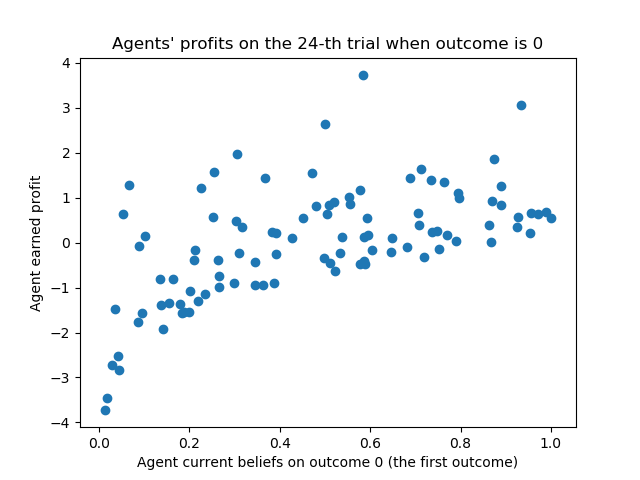 Agents' profits on the 24-th trial when outcome is 0
4
3
2
1
0
−1
−2
−3
−4
Agent earned profit
0.0 0.2 0.4 0.6 0.8 1.0
Agent current beliefs on outcome 0 (the first outcome)